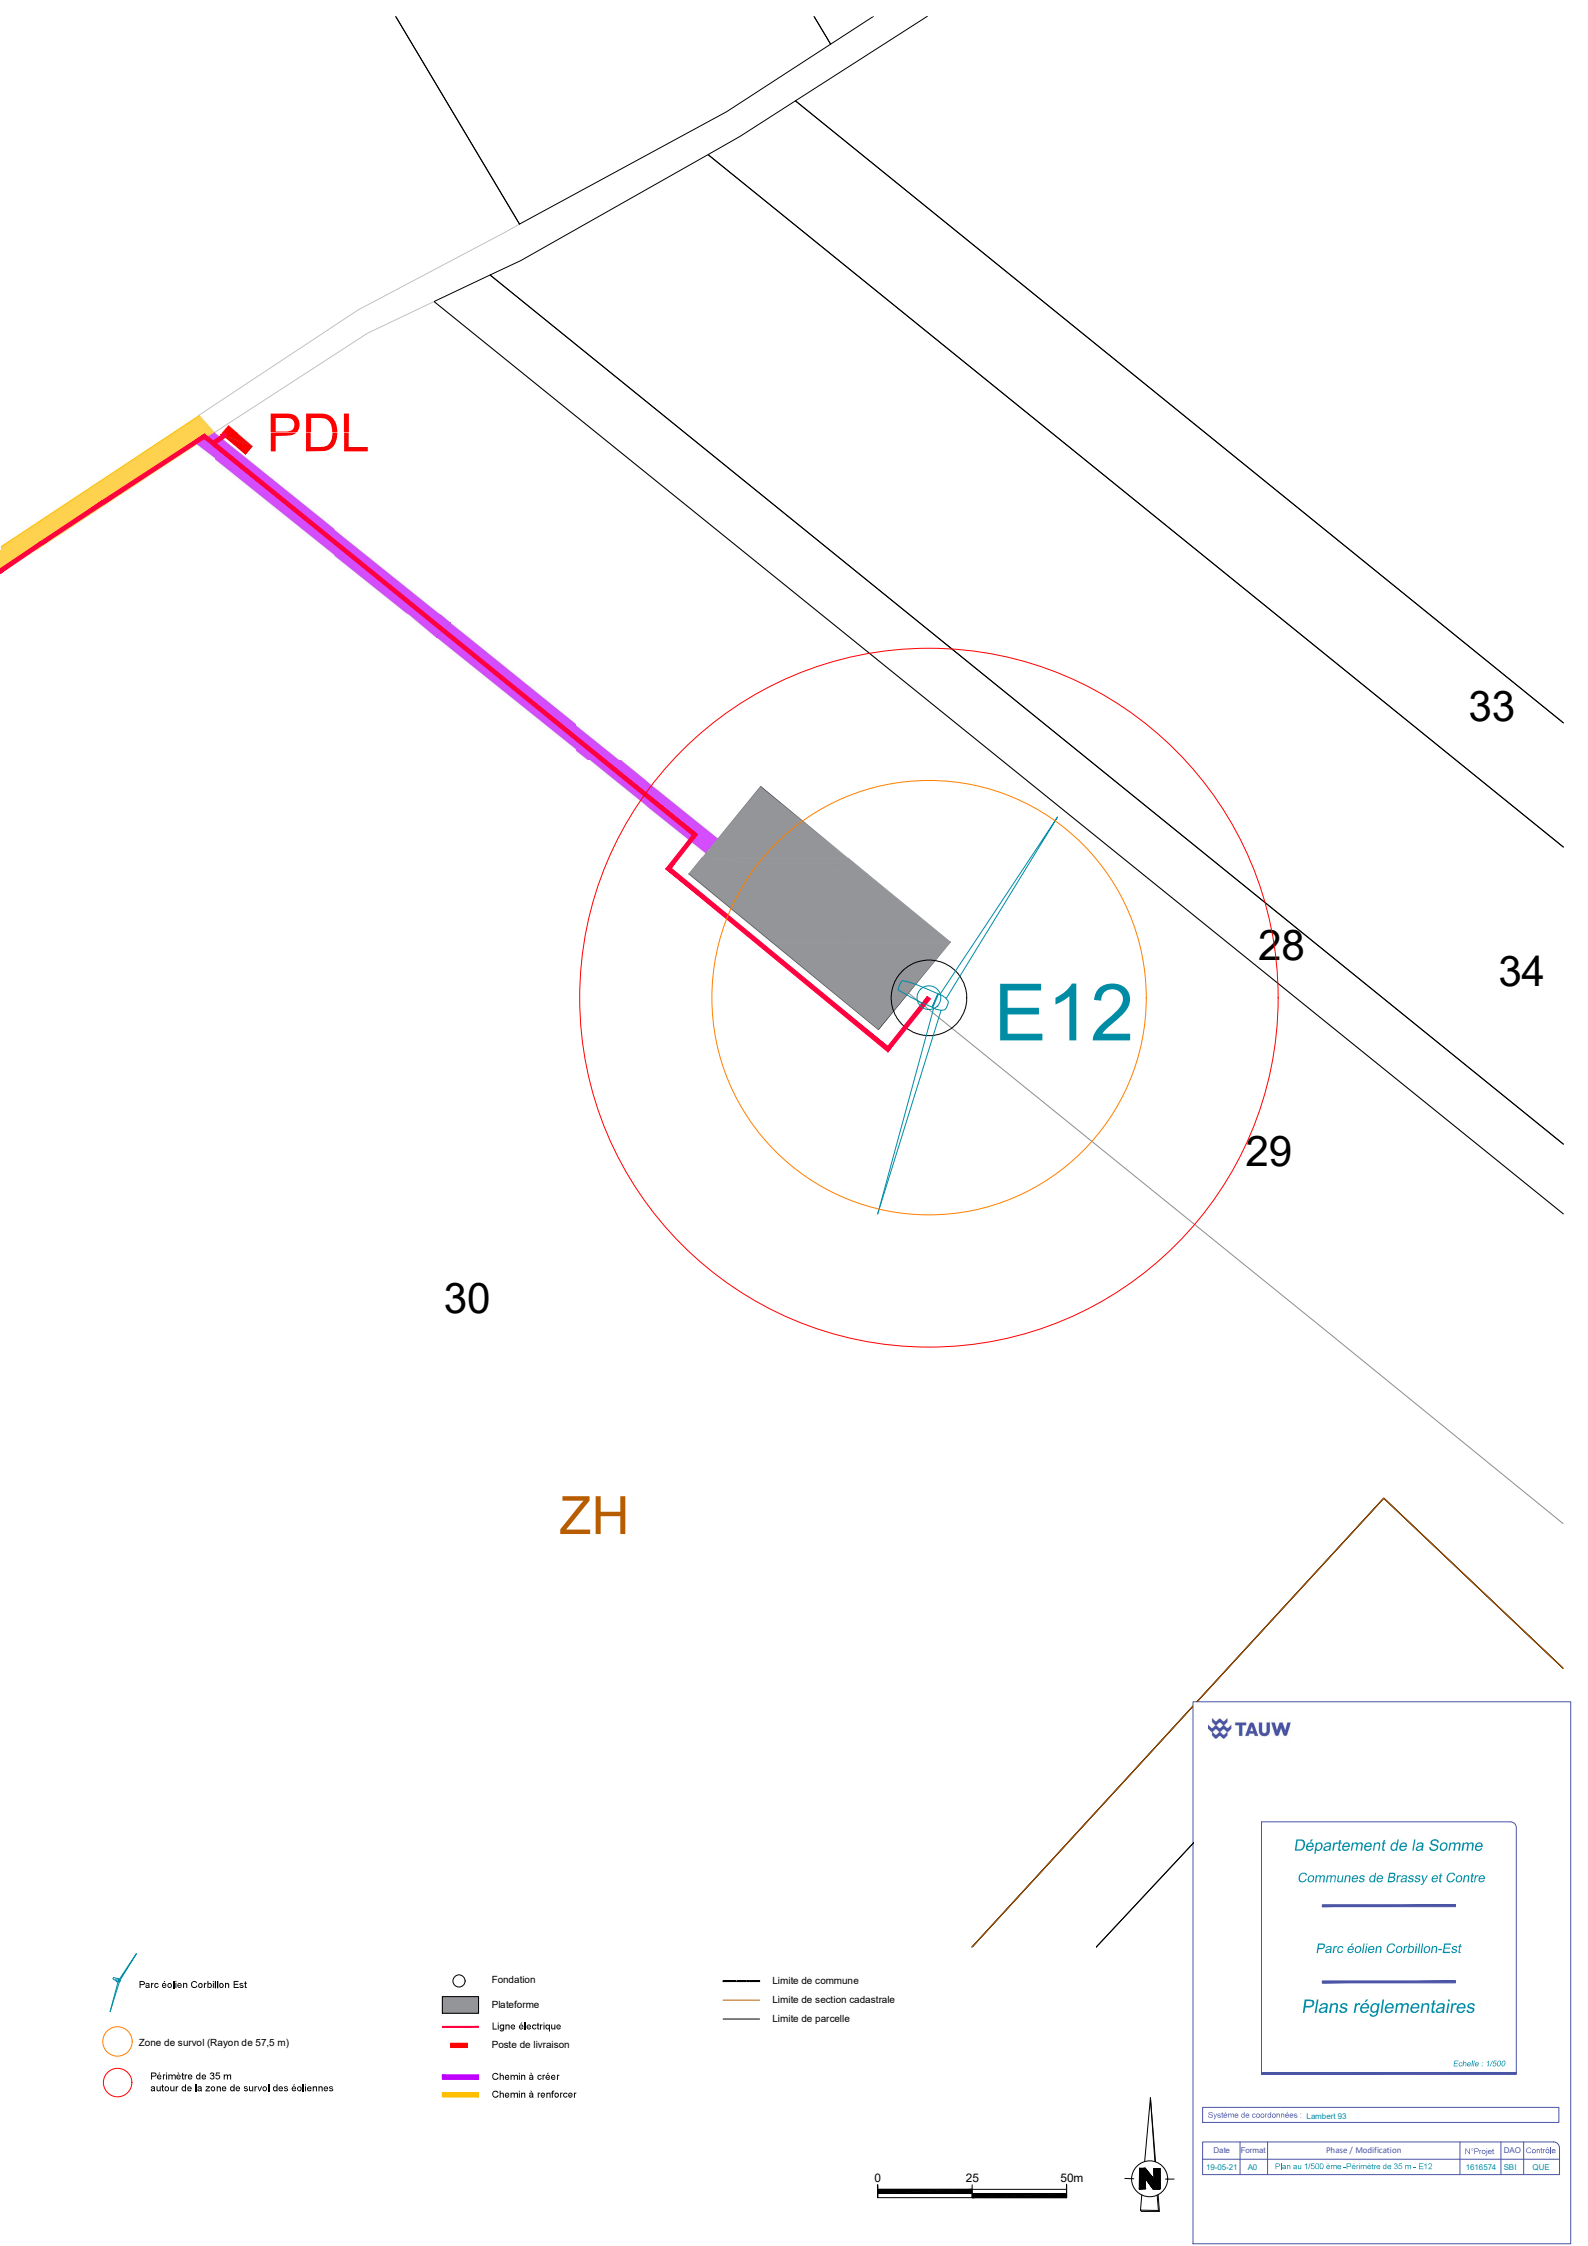 PDL
33
28
34
E12
29
30
ZH
TAUW
Département de la Somme
Communes de Brassy et Contre
Parc éolien Corbillon-Est
Plans réglementaires
Echelle : 1/500
Système de coordonnées : Lambert 93
Date Format Phase / Modification N°Projet DAO Contrôle
19-05-21 A0 Plan au 1/500 ème -Périmètre de 35 m - E12 1616574 SBI QUE
Parc éolien Corbillon Est
Zone de survol (Rayon de 57,5 m)
Périmètre de 35 m
autour de la zone de survol des éoliennes
Fondation
Plateforme
Ligne électrique
Poste de livraison
Chemin à créer
Chemin à renforcer
Limite de commune
Limite de section cadastrale
Limite de parcelle
0 25 50m
N